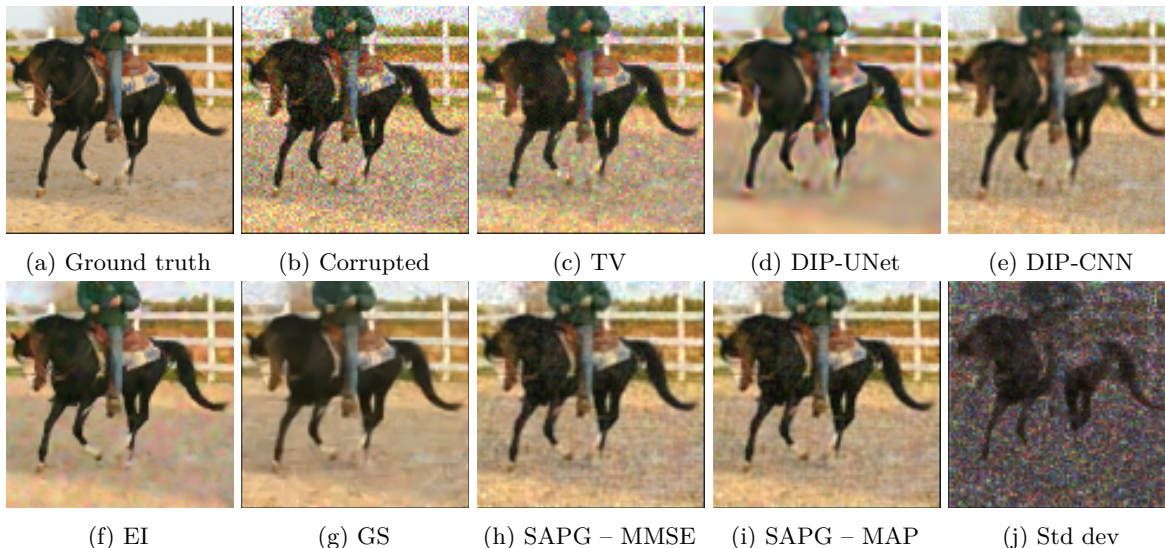 (a) Ground truth (b) Corrupted (c) TV (d) DIP-UNet (e) DIP-CNN
(f) EI (g) GS (h) SAPG – MMSE (i) SAPG – MAP (j) Std dev